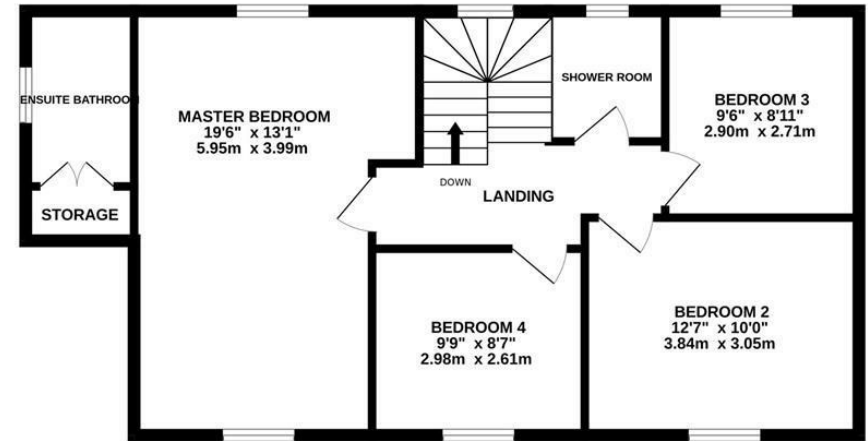 ENSUITE BATHROOM
STORAGE
MASTER BEDROOM
19'6" x 13'1"
5.95m x 3.99m
DOWN
LANDING
SHOWER ROOM
BEDROOM 3
9'6" x 8'11"
2.90m x 2.71m
BEDROOM 4
9'9" x 8'7"
2.98m x 2.61m
BEDROOM 2
12'7" x 10'0"
3.84m x 3.05m